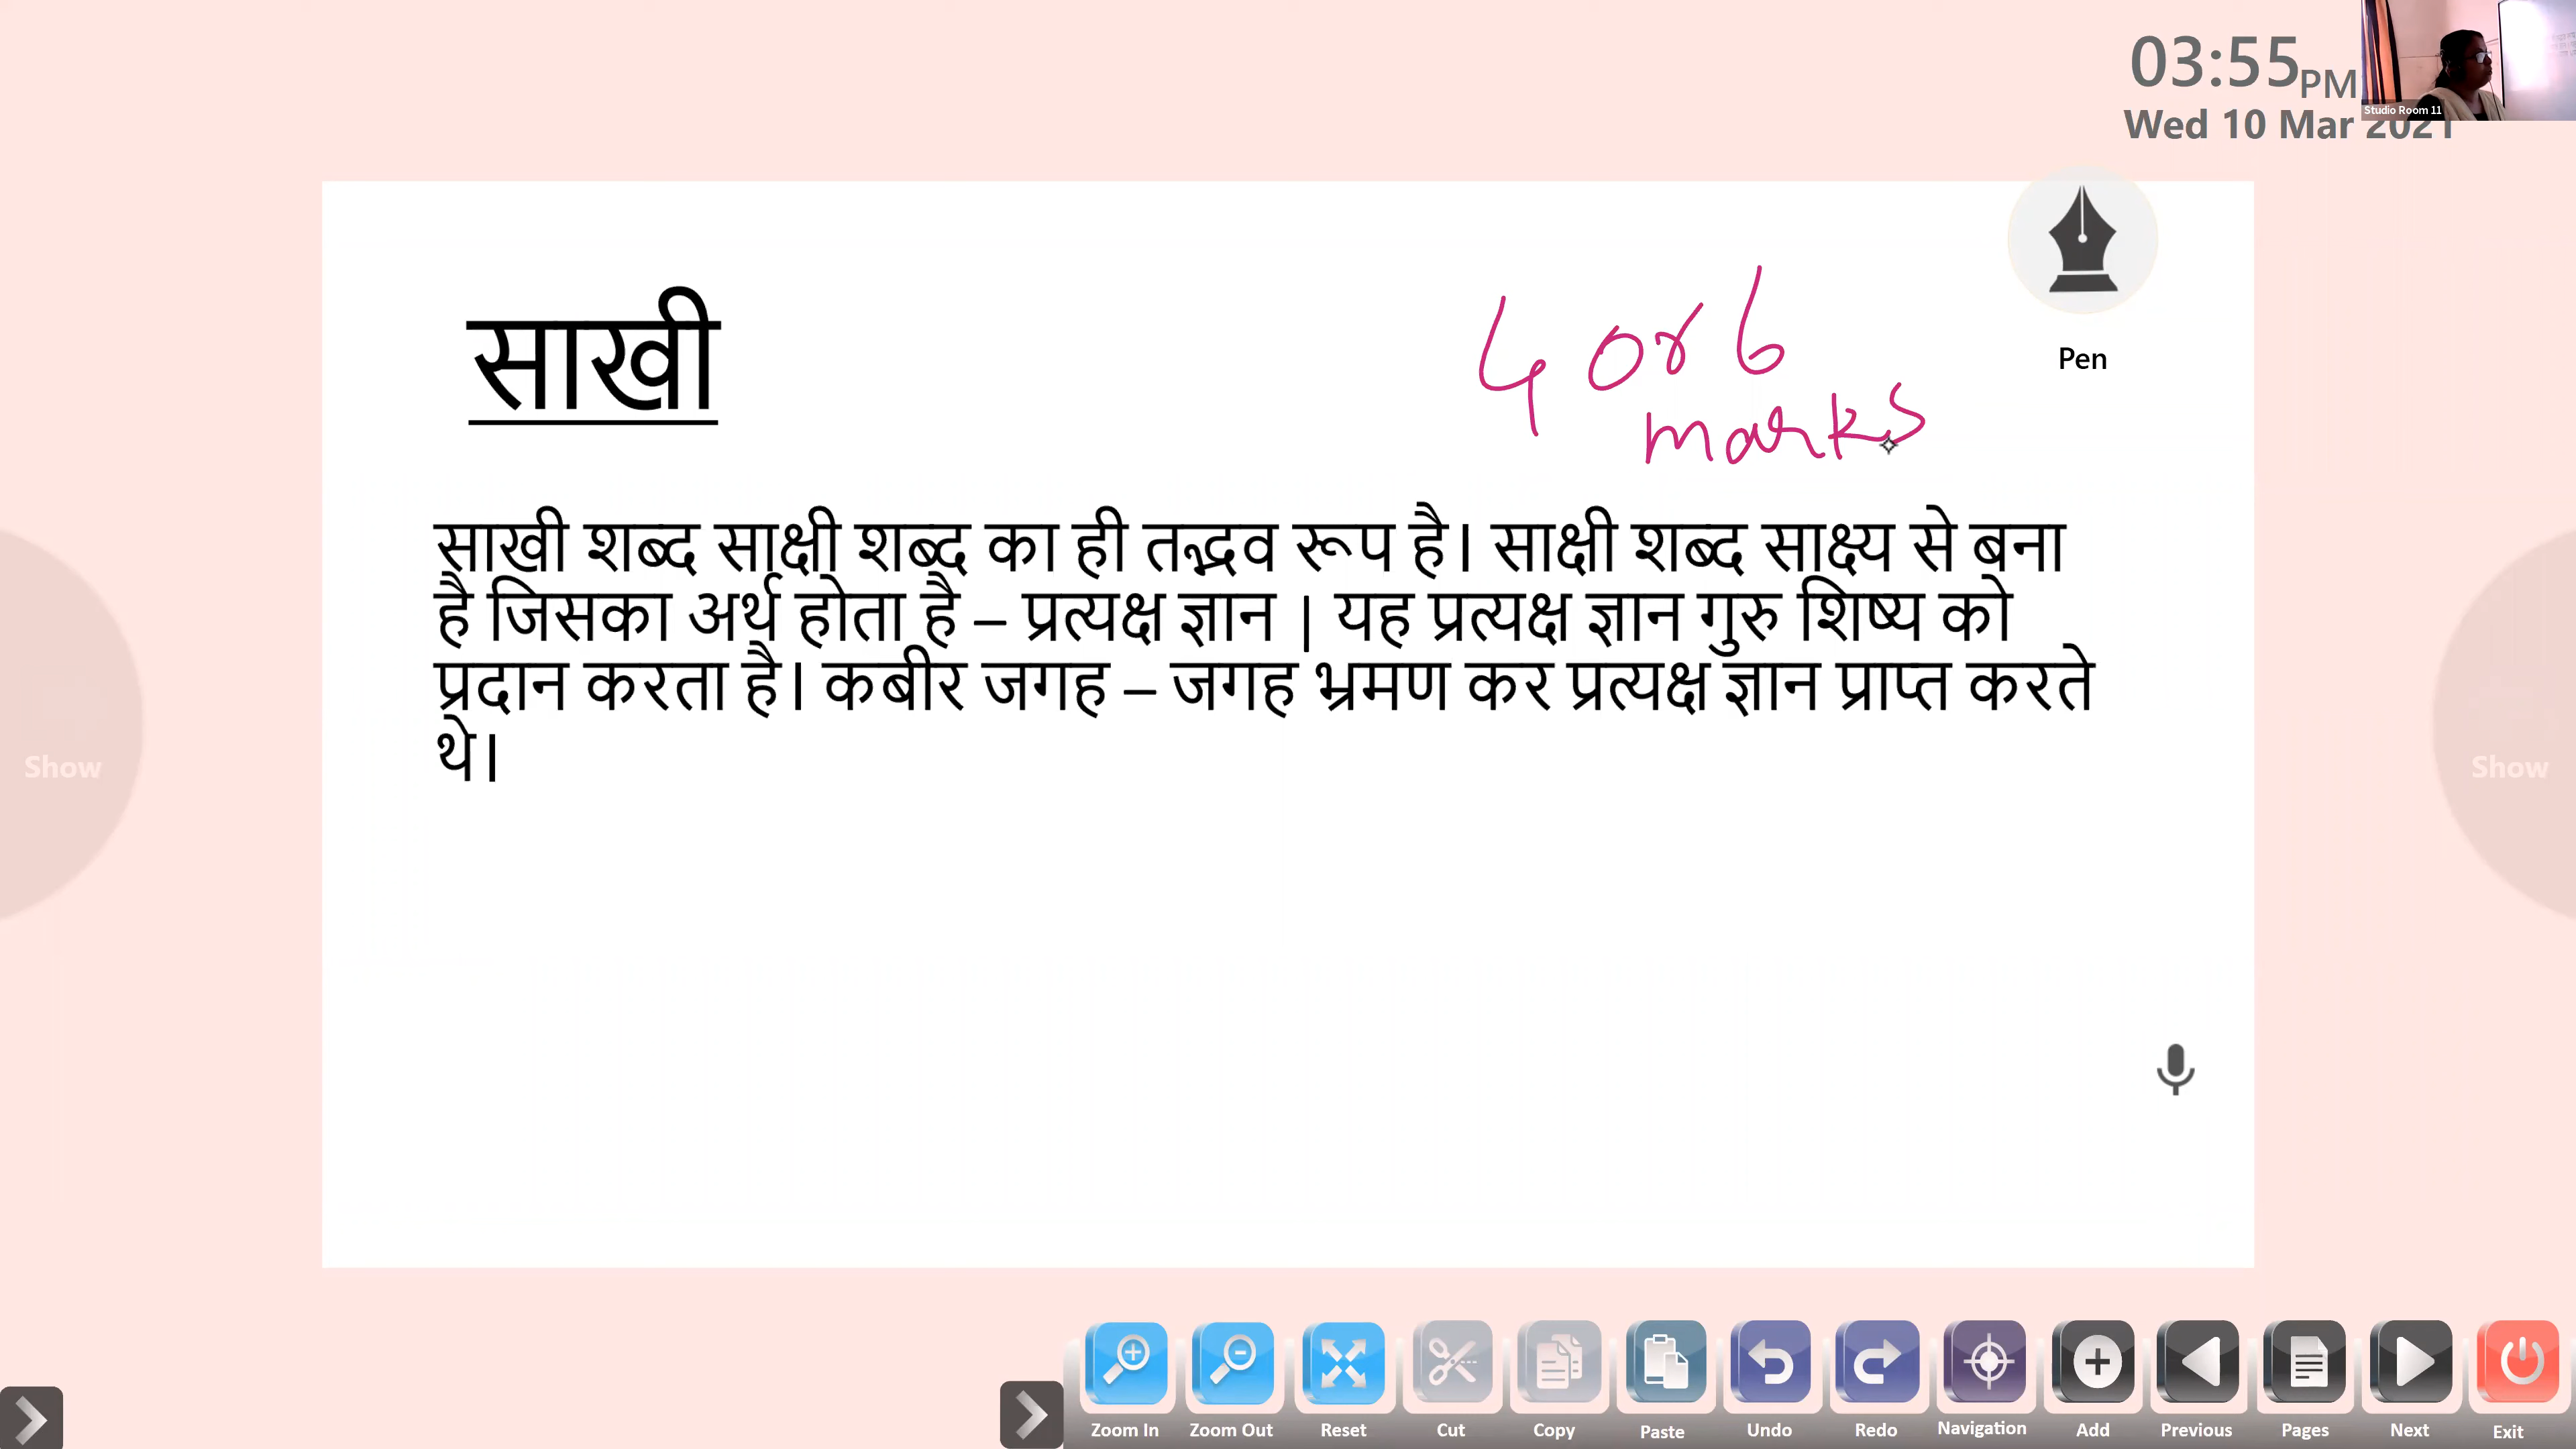 03:55 PM
Wed 10 Mar 2021
Studio Room 11
Pen
साखी
4 or 6
marks
साखी शब्द साक्षी शब्द का ही तद्भव रूप है। साक्षी शब्द साक्ष्य से बना
है जिसका अर्थ होता है – प्रत्यक्ष ज्ञान | यह प्रत्यक्ष ज्ञान गुरु शिष्य को
प्रदान करता है। कबीर जगह – जगह भ्रमण कर प्रत्यक्ष ज्ञान प्राप्त करते
थे।
Show
Show
Zoom In Zoom Out Reset Cut Copy Paste Undo Redo Navigation Add Previous Pages Next Exit